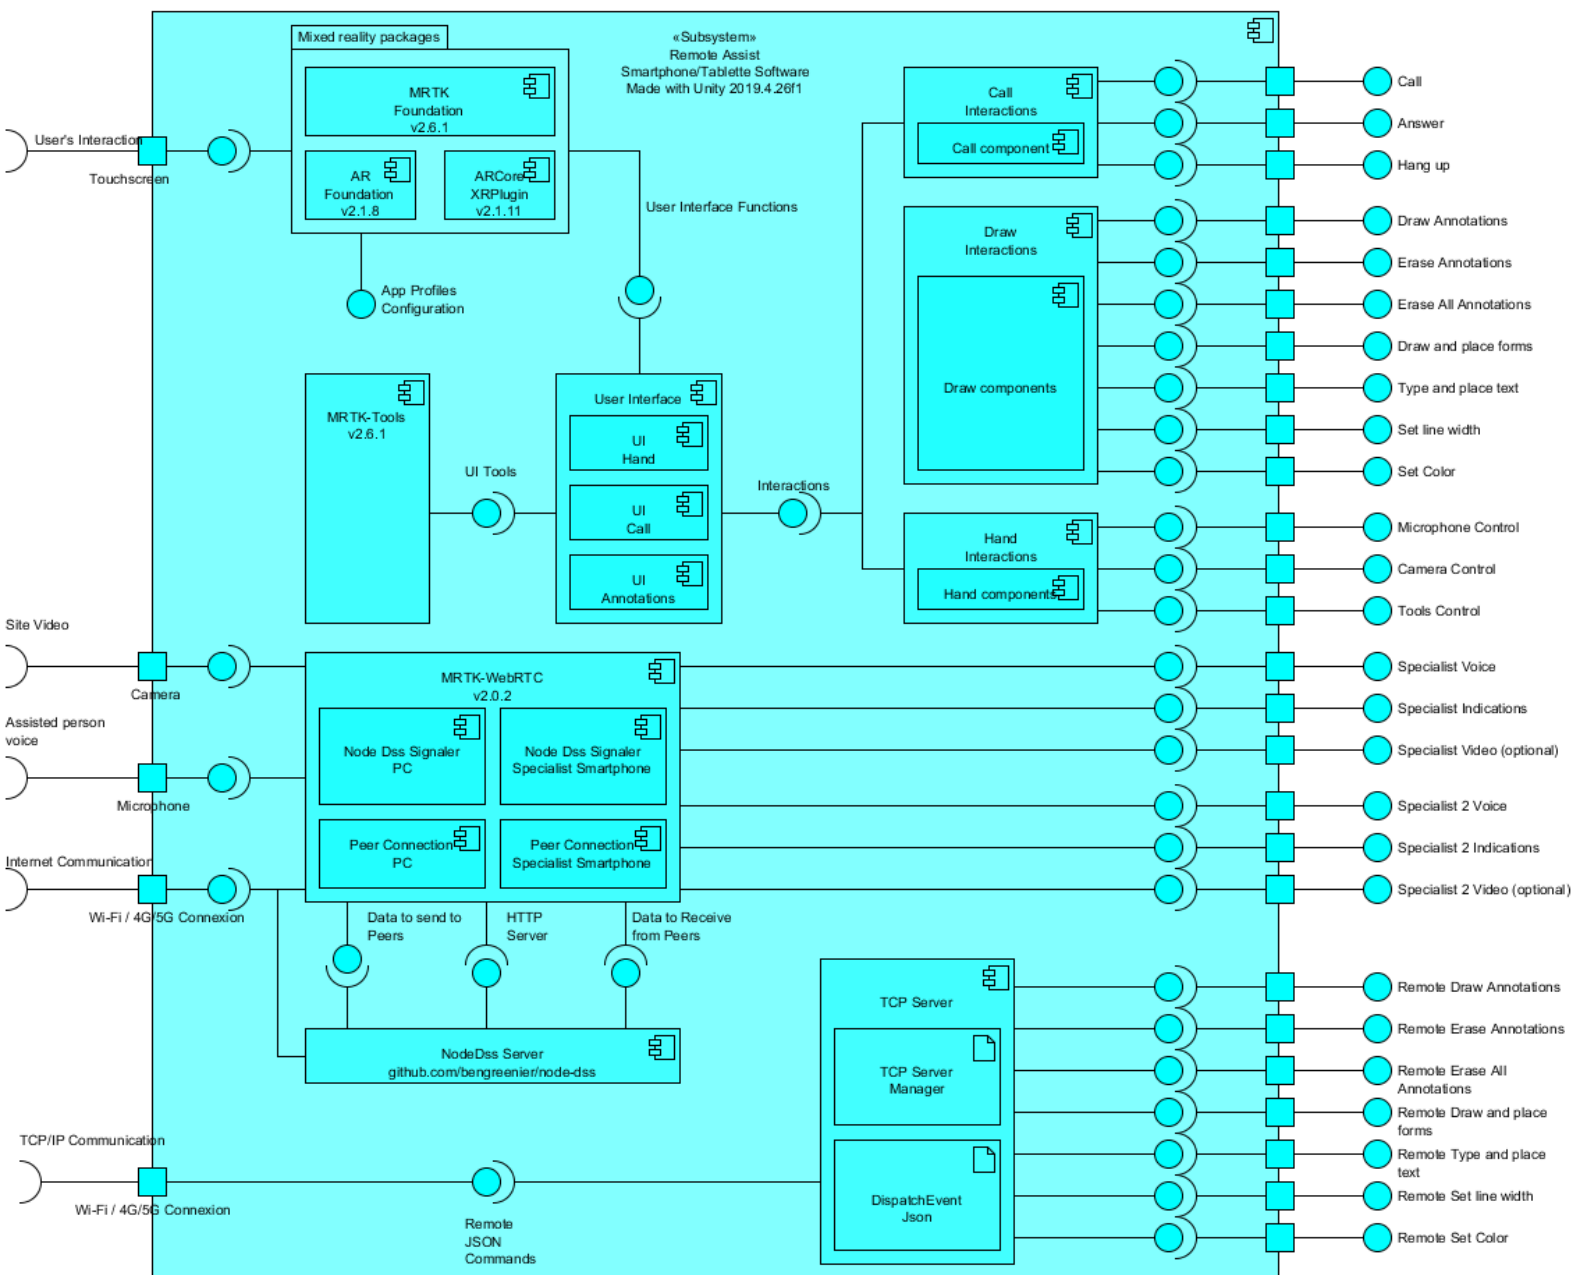 Mixed reality packages
«Subsystem»
Remote Assist
Smartphone/Tablette Software
Made with Unity 2019.4.26f1
MRTK
Foundation
v2.6.1
AR
Foundation
v2.1.8
ARCore
XRPlugin
v2.1.11
User's Interaction
Touchscreen
User Interface Functions
App Profiles
Configuration
Call
Interactions
Call component
Call
Answer
Hang up
Draw
Interactions
Draw components
Draw Annotations
Erase Annotations
Erase All Annotations
Draw and place forms
Type and place text
Set line width
Set Color
MRTK-Tools
v2.6.1
UI Tools
User Interface
UI
Hand
UI
Call
UI
Annotations
Interactions
Hand
Interactions
Hand components
Microphone Control
Camera Control
Tools Control
Site Video
Camera
Assisted person
voice
Microphone
Internet Communication
Wi-Fi / 4G/5G Connexion
MRTK-WebRTC
v2.0.2
Node Dss Signaler
PC
Node Dss Signaler
Specialist Smartphone
Peer Connection
PC
Peer Connection
Specialist Smartphone
Specialist Voice
Specialist Indications
Specialist Video (optional)
Specialist 2 Voice
Specialist 2 Indications
Specialist 2 Video (optional)
Data to send to
Peers
HTTP
Server
Data to Receive
from Peers
NodeDss Server
github.com/bengreenier/node-dss
TCP Server
TCP Server
Manager
DispatchEvent
Json
Remote Draw Annotations
Remote Erase Annotations
Remote Erase All
Annotations
Remote Draw and place
forms
Remote Type and place
text
Remote Set line width
Remote Set Color
TCP/IP Communication
Wi-Fi / 4G/5G Connexion
Remote
JSON
Commands